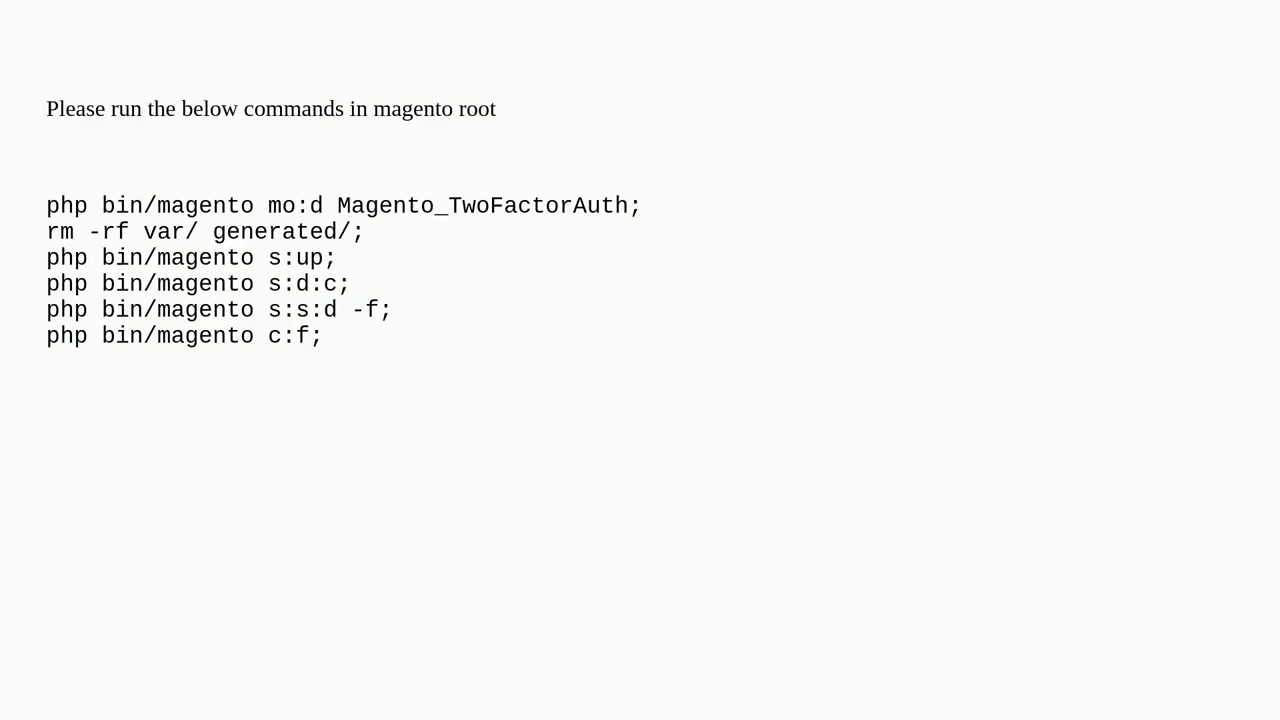 Please run the below commands in magento root
php bin/magento mo:d Magento_TwoFactorAuth;
rm -rf var/ generated/;
php bin/magento s:up;
php bin/magento s:d:c;
php bin/magento s:s:d -f;
php bin/magento c:f;